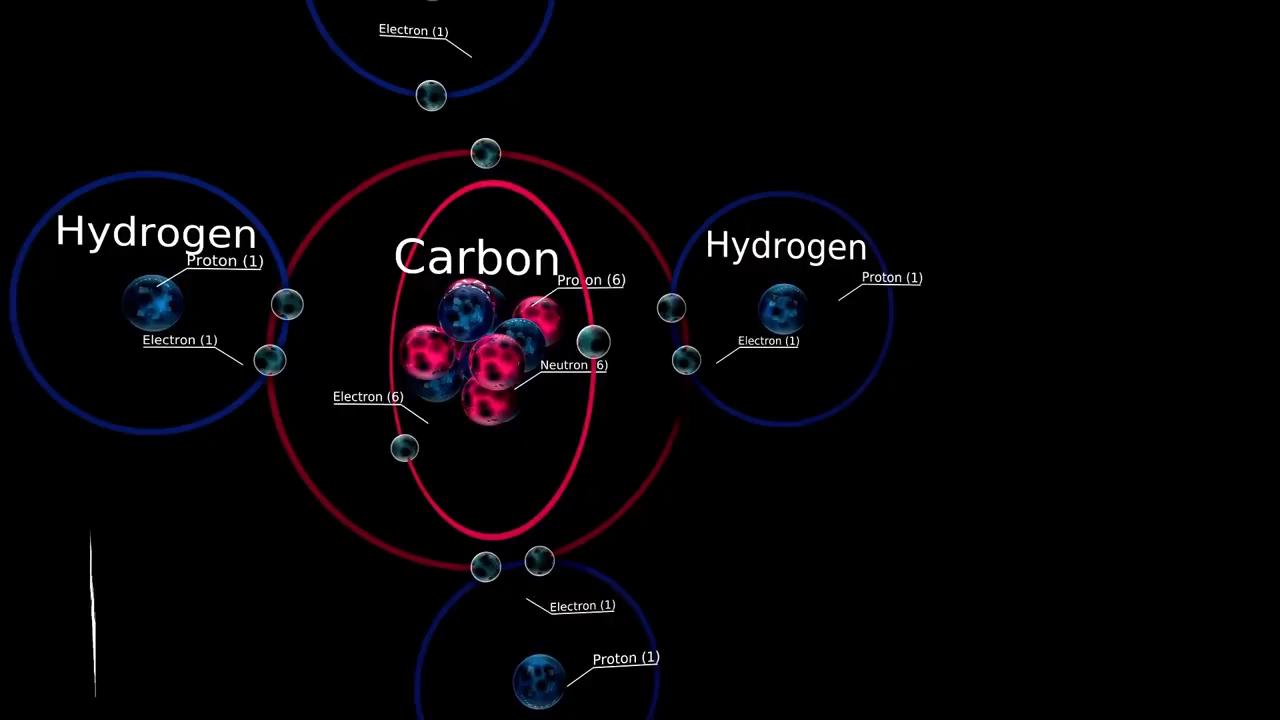 Electron (1)
Hydrogen
Proton (1)
Electron (1)
Carbon
Proton (6)
Neutron (6)
Electron (6)
Hydrogen
Proton (1)
Electron (1)
Electron (1)
Proton (1)